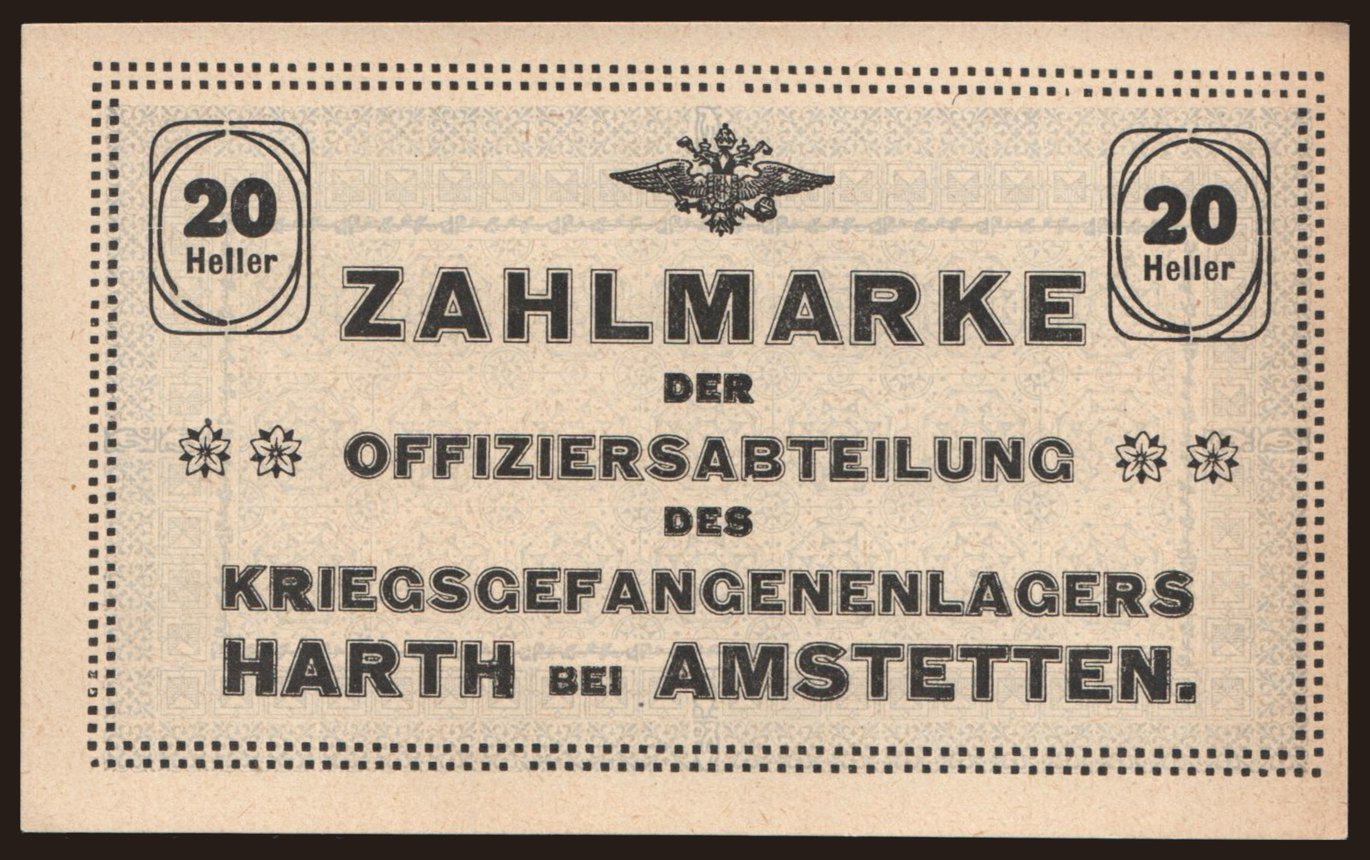 20 Heller
20 Heller
ZAHLMARKE
DER
OFFIZIERSABTEILUNG
DES
KRIEGSGEFANGENENLAGERS
HARTH BEI AMSTETTEN.